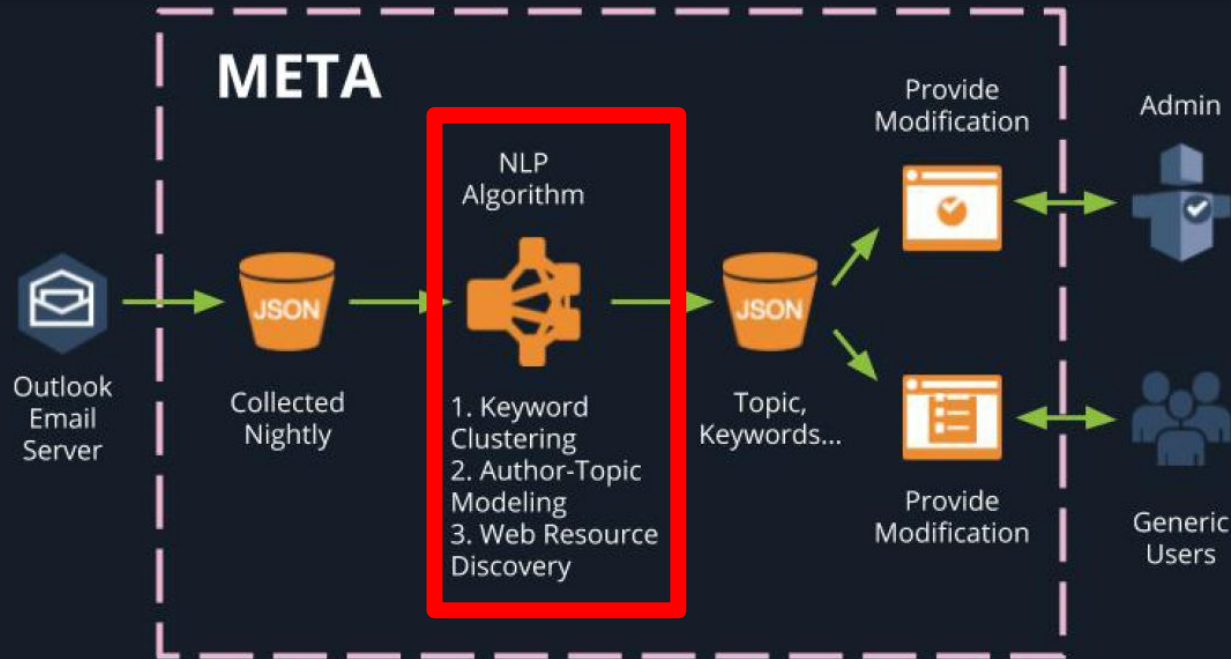 META
Outlook
Email
Server
JSON
Collected
Nightly
NLP
Algorithm
1. Keyword
Clustering
2. Author-Topic
Modeling
3. Web Resource
Discovery
JSON
Topic,
Keywords...
Provide
Modification
Provide
Modification
Admin
Generic
Users